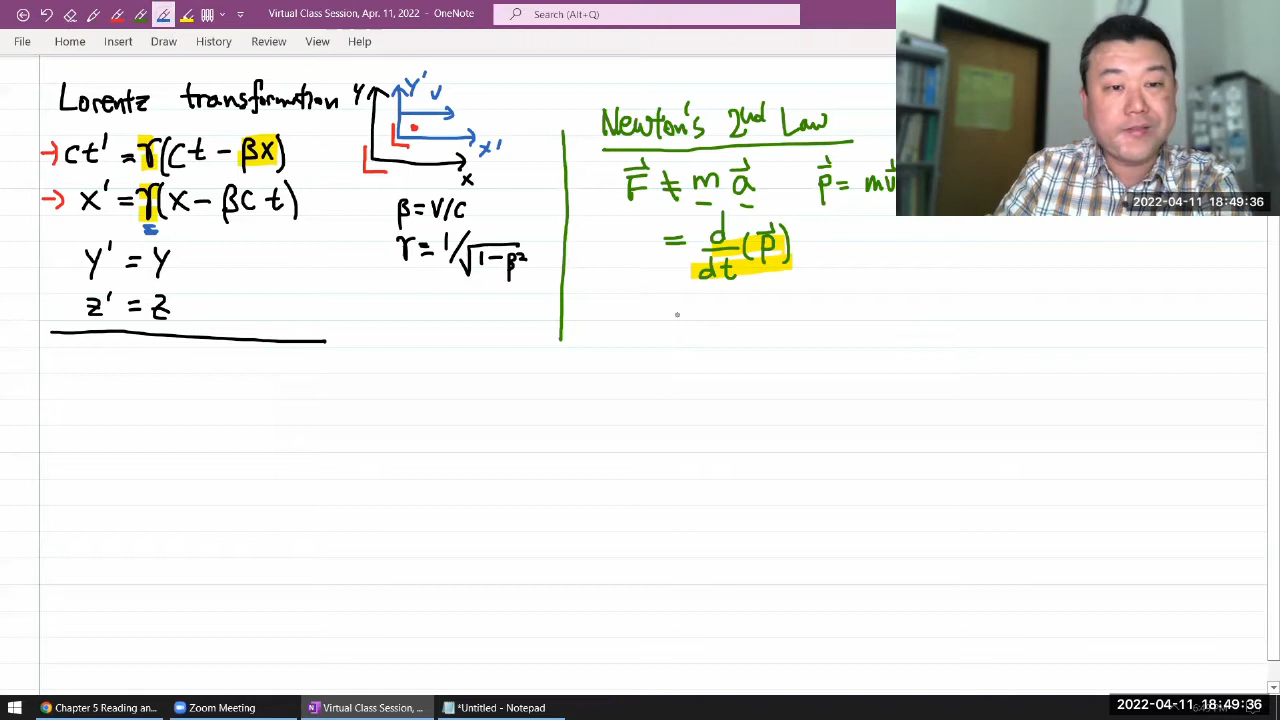 Virtual Class Session, Apr. 11, 2022 - OneNote
Search (Alt+Q)
File Home Insert Draw History Review View Help
Lorentz transformation
→ ct' = γ(ct - βx)
→ x' = γ(x - βct)
y' = y
z' = z
y y' v
x' x
β = v/c
γ = 1/√1-β²
Newton's 2nd Law
F⃗ ≠ m a⃗ p⃗ = mv
= d/dt (p⃗)
2022-04-11 18:49:36
Chapter 5 Reading an... Zoom Meeting Virtual Class Session, ... *Untitled - Notepad
2022-04-11 18:49:36